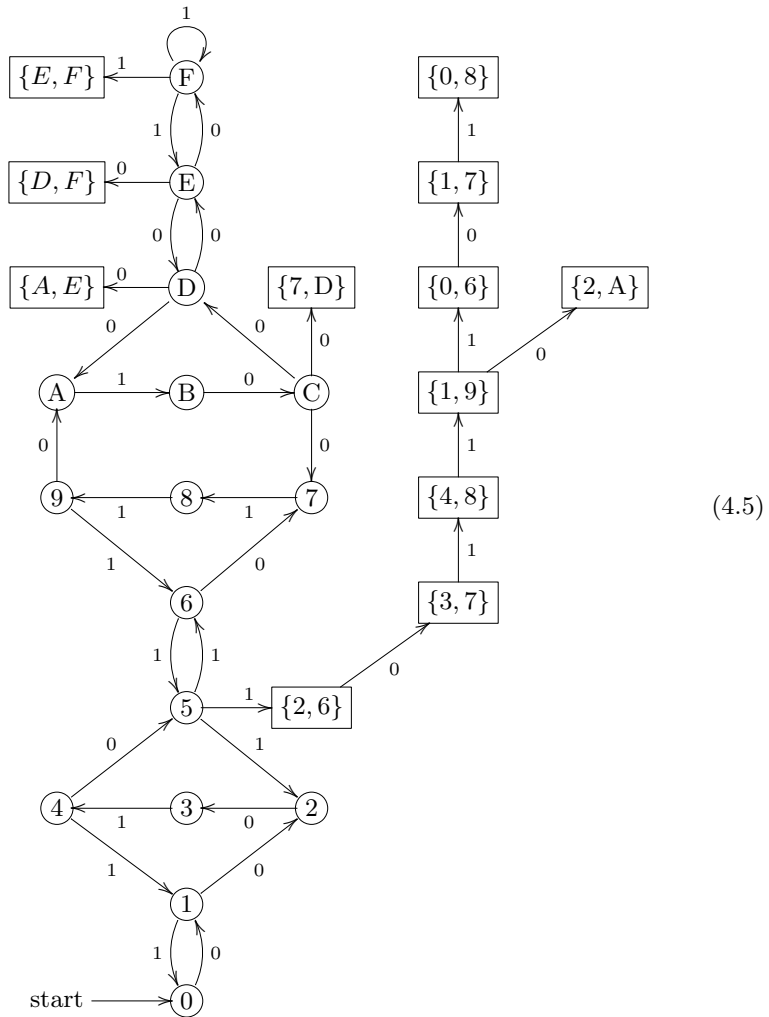 1
{E, F} 1 F {0, 8}
1 0 1
{D, F} 0 E {1, 7}
0 0 0
{A, E} 0 D {7, D} {0, 6} {2, A}
0 0 0 1 0
A 1 B 0 C {1, 9}
0 0 1
9 1 8 1 7 {4, 8} (4.5)
1 0 1
6 {3, 7}
1 1 0
5 1 {2, 6}
0 1
4 1 3 0 2
1 0
1
1 0
start 0